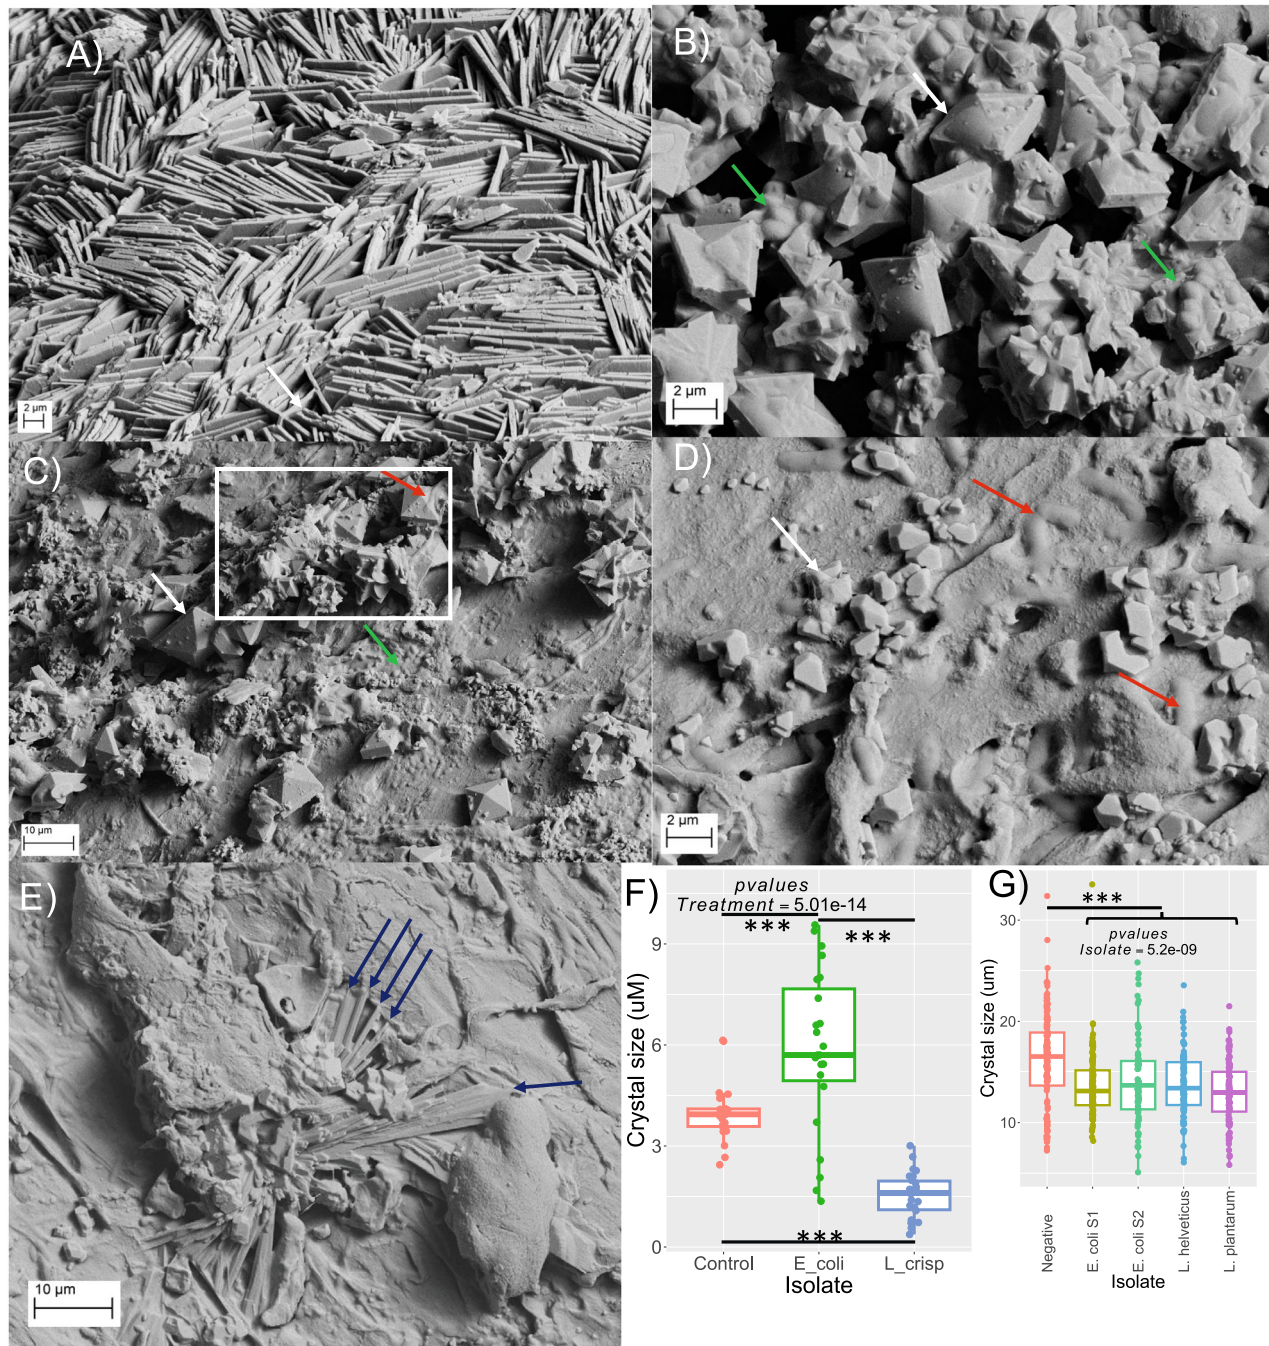 A)
B)
2 µm
2 µm
C)
D)
10 µm
2 µm
E)
10 µm
F)
pvalues
Treatment = 5.01e-14
***
***
9
6
3
0
Crystal size (uM)
***
Control
E_coli
L_crisp
Isolate
G)
***
pvalues
Isolate = 5.2e-09
30
20
10
Crystal size (um)
Negative
E. coli S1
E. coli S2
L. helveticus
L. plantarum
Isolate